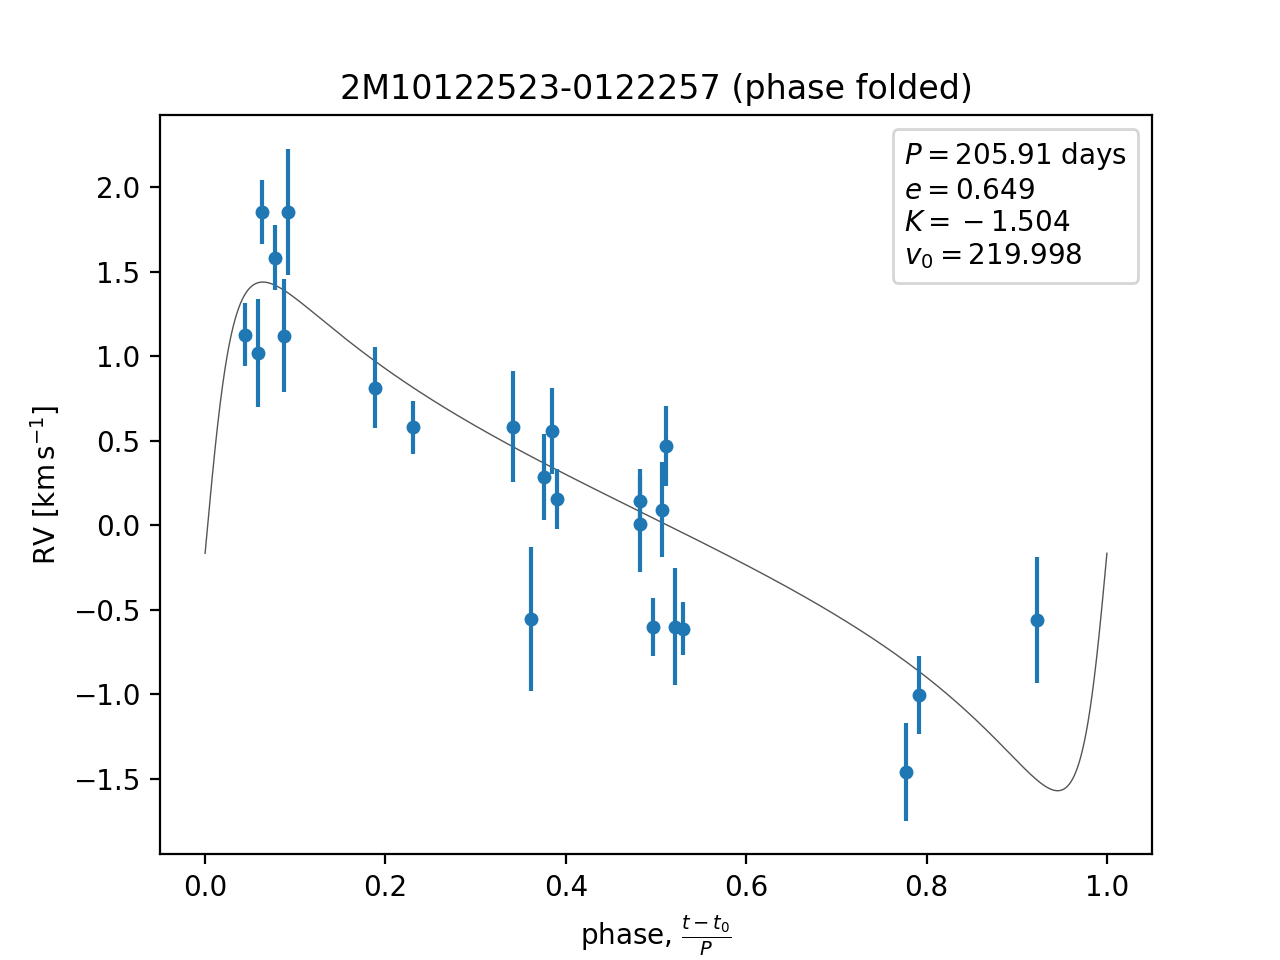 2M10122523-0122257 (phase folded)
P = 205.91 days
e = 0.649
K = −1.504
v₀ = 219.998
RV [km s⁻¹]
2.0
1.5
1.0
0.5
0.0
−0.5
−1.0
−1.5
0.0 0.2 0.4 0.6 0.8 1.0
phase, (t − t₀)/P